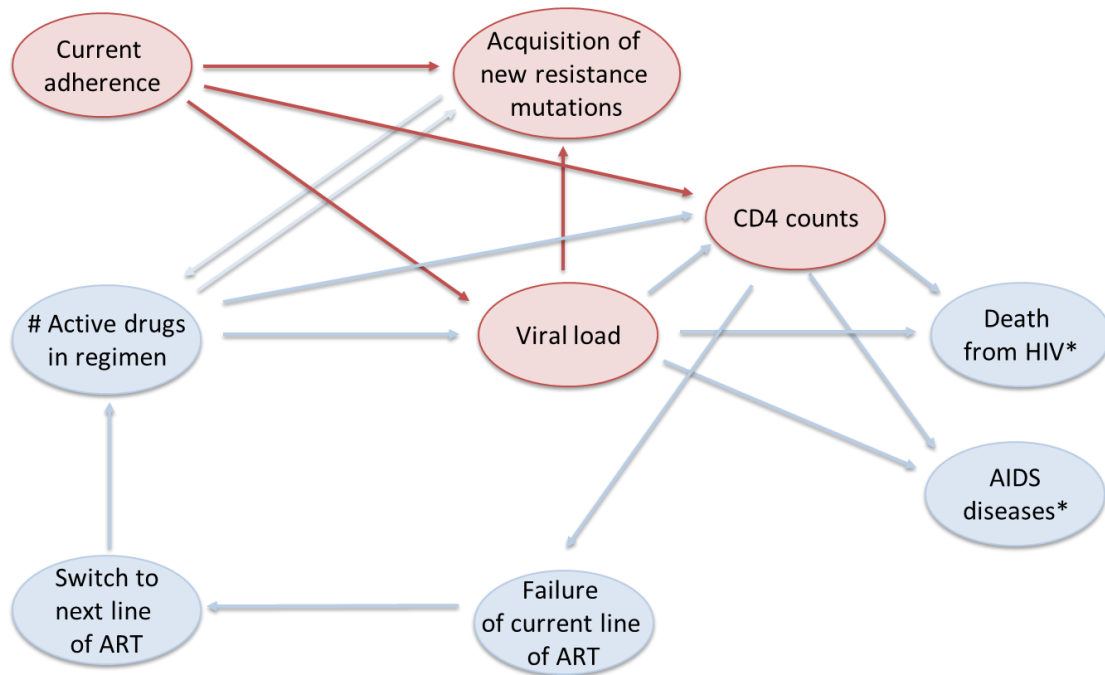 Current
adherence
Acquisition of
new resistance
mutations
CD4 counts
# Active drugs
in regimen
Viral load
Death
from HIV*
AIDS
diseases*
Switch to
next line
of ART
Failure
of current line
of ART